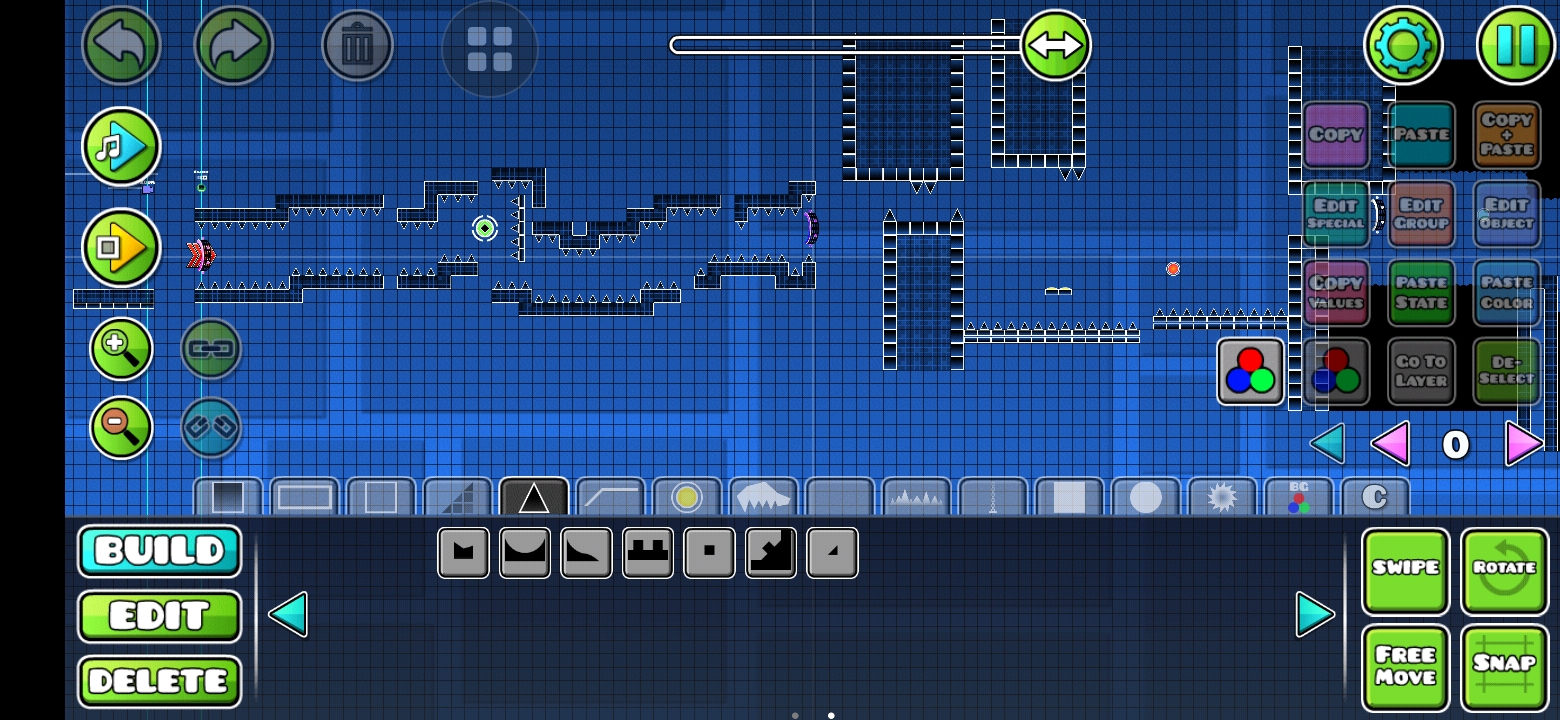 COPY
PASTE
COPY
+
PASTE
EDIT
SPECIAL
EDIT
GROUP
EDIT
OBJECT
COPY
VALUES
PASTE
STATE
PASTE
COLOR
GO TO
LAYER
DE-
SELECT
0
BG
C
BUILD
EDIT
DELETE
SWIPE
ROTATE
FREE
MOVE
SNAP